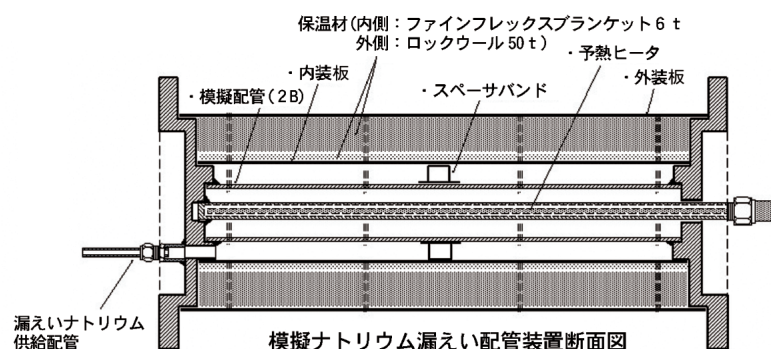 保温材(内側：ファインフレックスブランケット6ｔ
外側：ロックウール50ｔ)
・予熱ヒータ
・内装板
・外装板
・模擬配管(2B)
・スペーサバンド
漏えいナトリウム
供給配管
模擬ナトリウム漏えい配管装置断面図